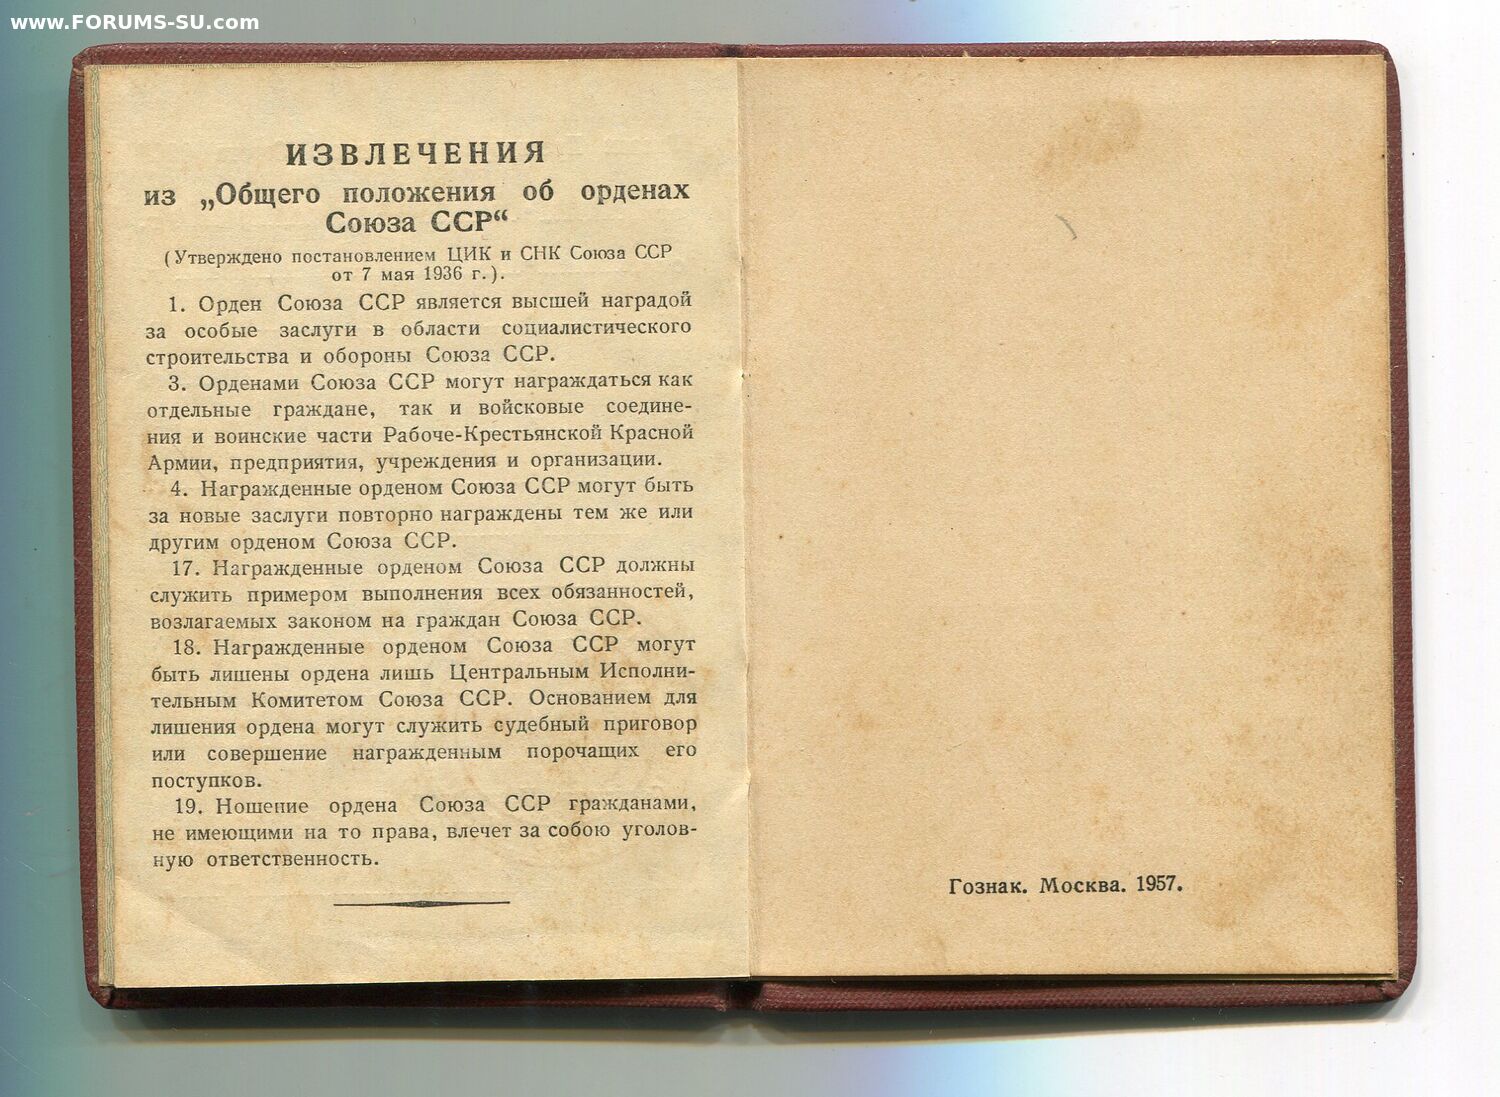 www.FORUMS-SU.com
ИЗВЛЕЧЕНИЯ
из „Общего положения об орденах
Союза ССР“
(Утверждено постановлением ЦИК и СНК Союза ССР
от 7 мая 1936 г.).
1. Орден Союза ССР является высшей наградой
за особые заслуги в области социалистического
строительства и обороны Союза ССР.
3. Орденами Союза ССР могут награждаться как
отдельные граждане, так и войсковые соедине-
ния и воинские части Рабоче-Крестьянской Красной
Армии, предприятия, учреждения и организации.
4. Награжденные орденом Союза ССР могут быть
за новые заслуги повторно награждены тем же или
другим орденом Союза ССР.
17. Награжденные орденом Союза ССР должны
служить примером выполнения всех обязанностей,
возлагаемых законом на граждан Союза ССР.
18. Награжденные орденом Союза ССР могут
быть лишены ордена лишь Центральным Исполни-
тельным Комитетом Союза ССР. Основанием для
лишения ордена могут служить судебный приговор
или совершение награжденным порочащих его
поступков.
19. Ношение ордена Союза ССР гражданами,
не имеющими на то права, влечет за собою уголов-
ную ответственность.
Гознак. Москва. 1957.